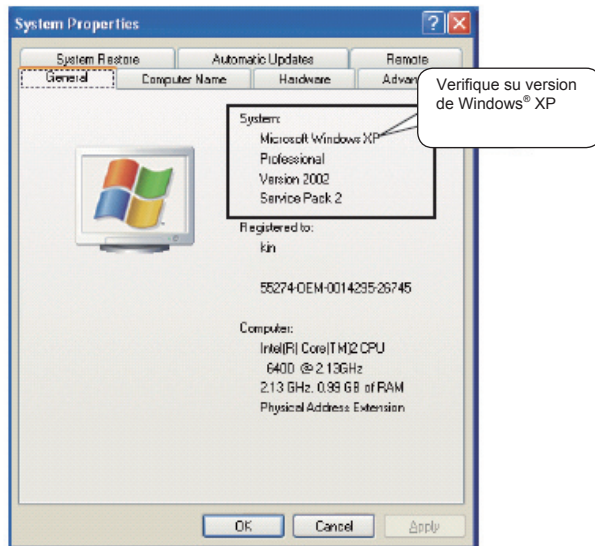 System Properties
System Restore Automatic Updates Remote
General Computer Name Hardware Advan
Verifique su version
de Windows® XP
System:
Microsoft Windows XP
Professional
Version 2002
Service Pack 2
Registered to:
kin
55274-OEM-0014295-26745
Computer:
Intel(R) Core(TM)2 CPU
6400 @ 2.13GHz
2.13 GHz, 0.99 GB of RAM
Physical Address Extension
OK Cancel Apply